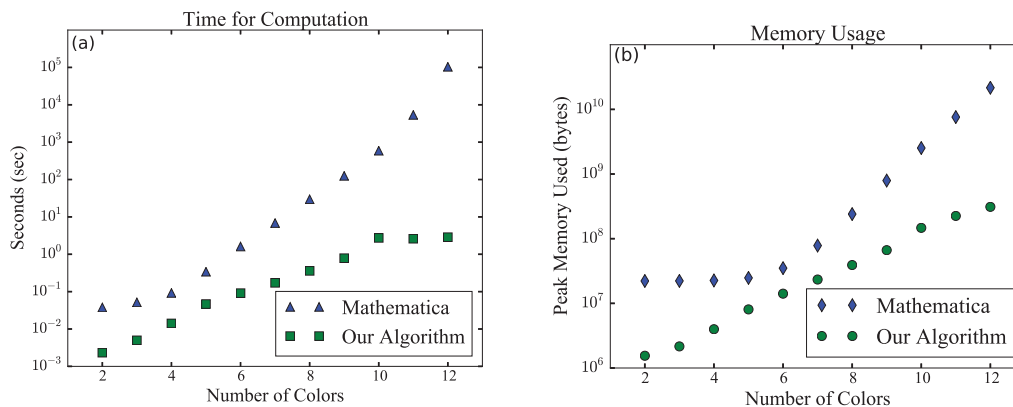 Time for Computation
(a)
Seconds (sec)
10^5
10^4
10^3
10^2
10^1
10^0
10^−1
10^−2
10^−3
2 4 6 8 10 12
Number of Colors
Mathematica
Our Algorithm
Memory Usage
(b)
Peak Memory Used (bytes)
10^10
10^9
10^8
10^7
10^6
2 4 6 8 10 12
Number of Colors
Mathematica
Our Algorithm